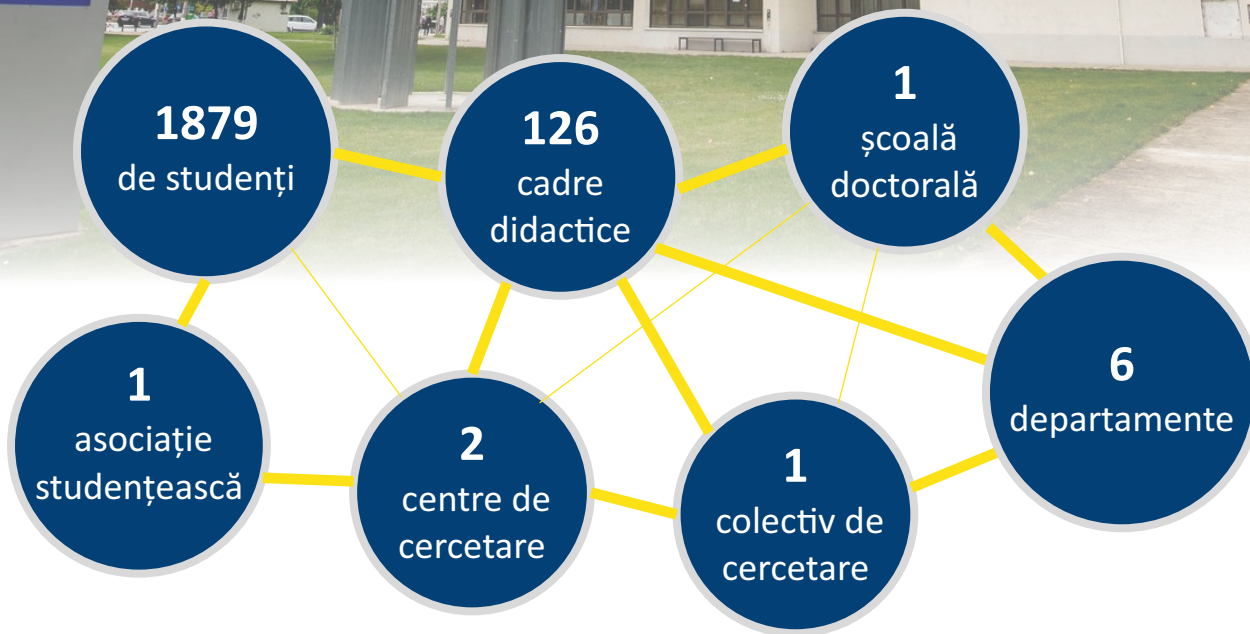 1879
de studenți
126
cadre
didactice
1
școală
doctorală
6
departamente
1
asociație
studențească
2
centre de
cercetare
1
colectiv de
cercetare